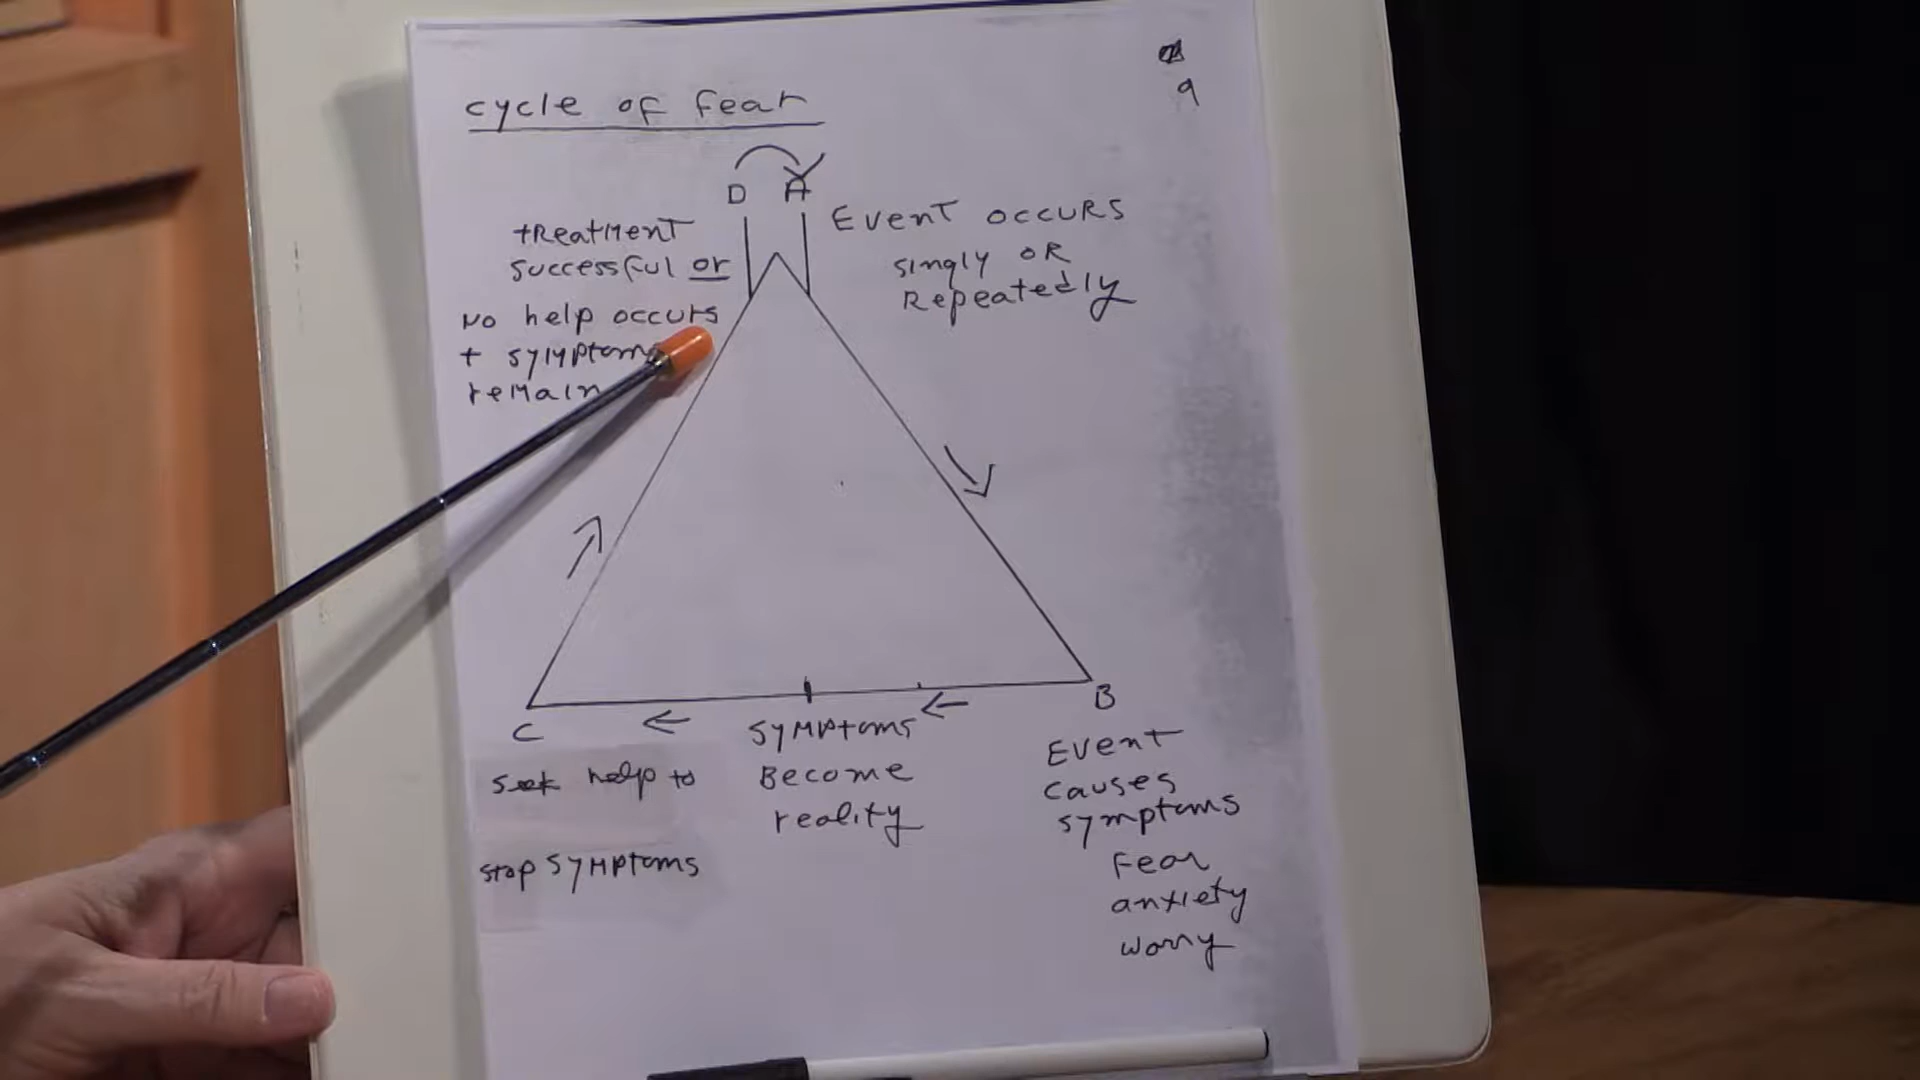 9
cycle of fear
D A
treatment
successful or
No help occurs
+ symptoms
remain
Event occurs
singly or
Repeatedly
C
B
seek help to
stop symptoms
symptoms
Become
reality
Event
causes
symptoms
Fear
anxiety
worry